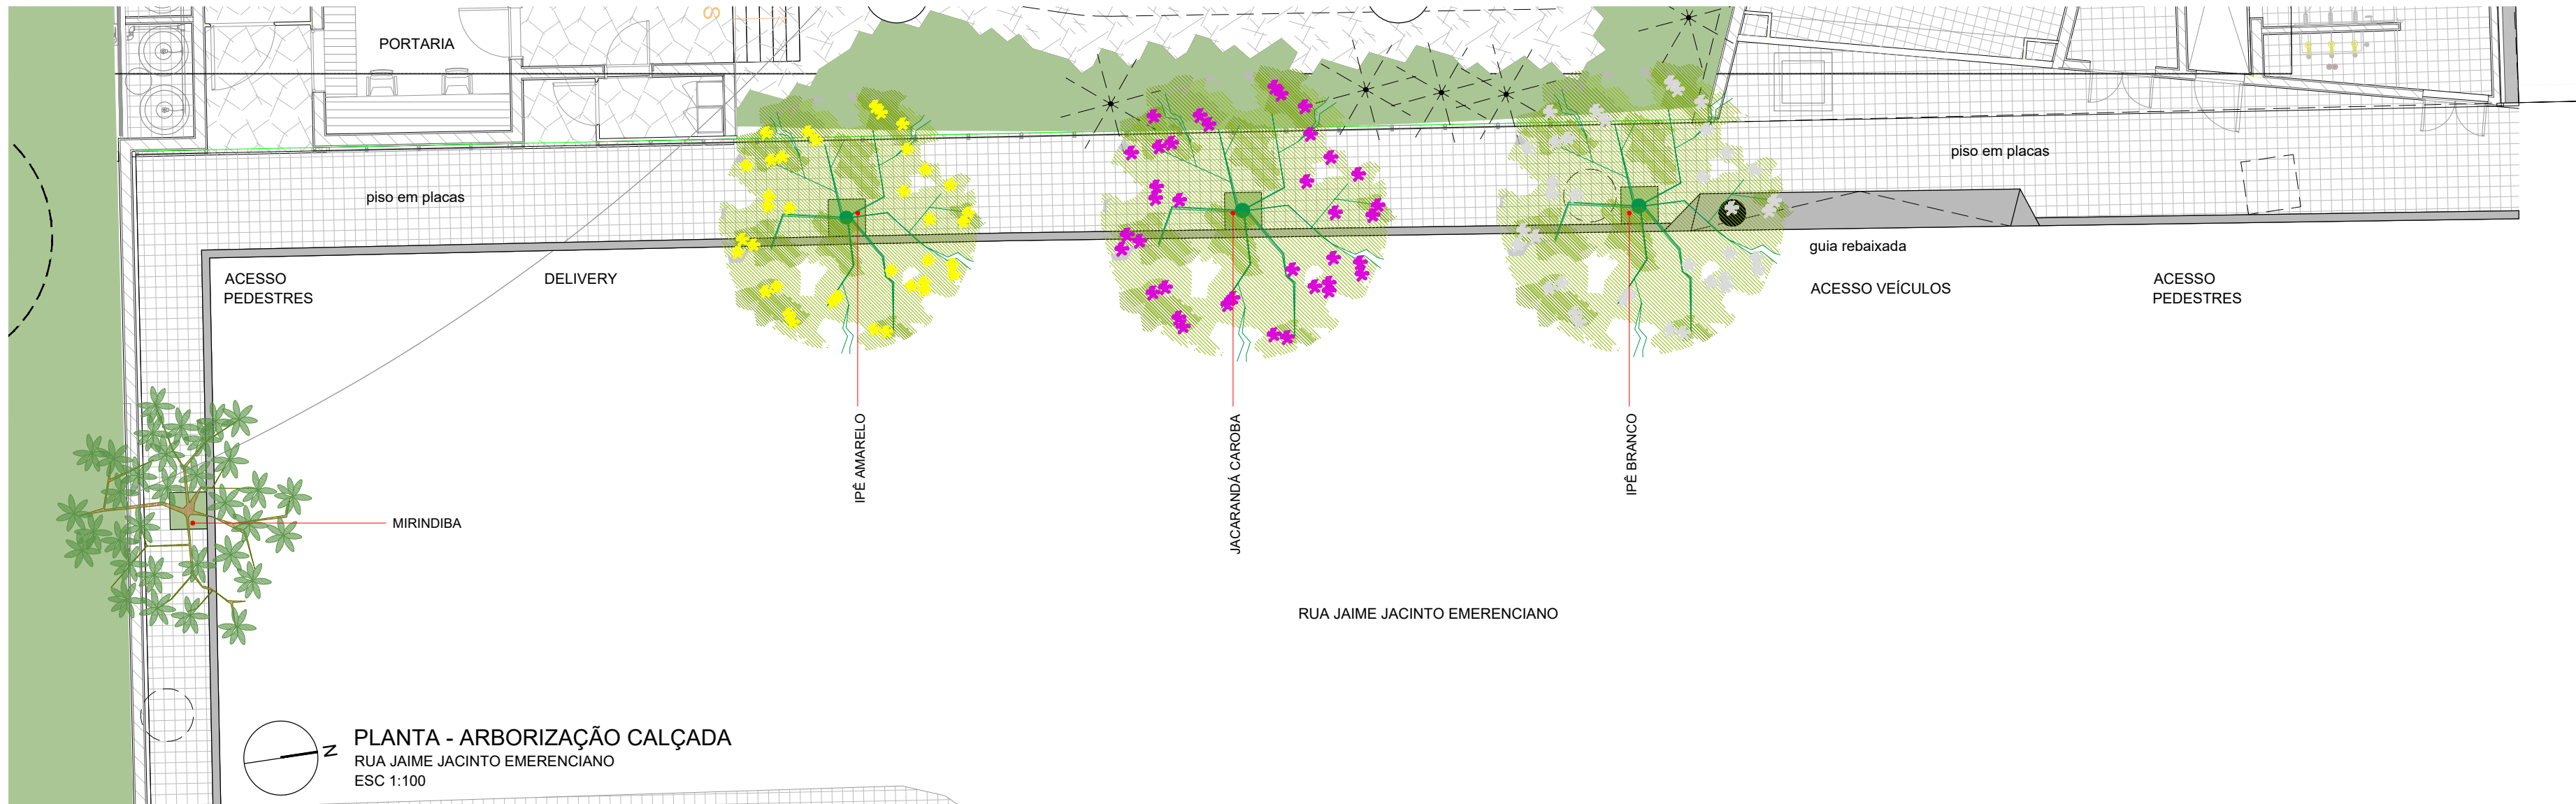 S
PORTARIA
piso em placas
piso em placas
guia rebaixada
ACESSO
PEDESTRES
DELIVERY
ACESSO VEÍCULOS
ACESSO
PEDESTRES
IPÊ AMARELO
JACARANDÁ CAROBA
IPÊ BRANCO
MIRINDIBA
RUA JAIME JACINTO EMERENCIANO
N
PLANTA - ARBORIZAÇÃO CALÇADA
RUA JAIME JACINTO EMERENCIANO
ESC 1:100